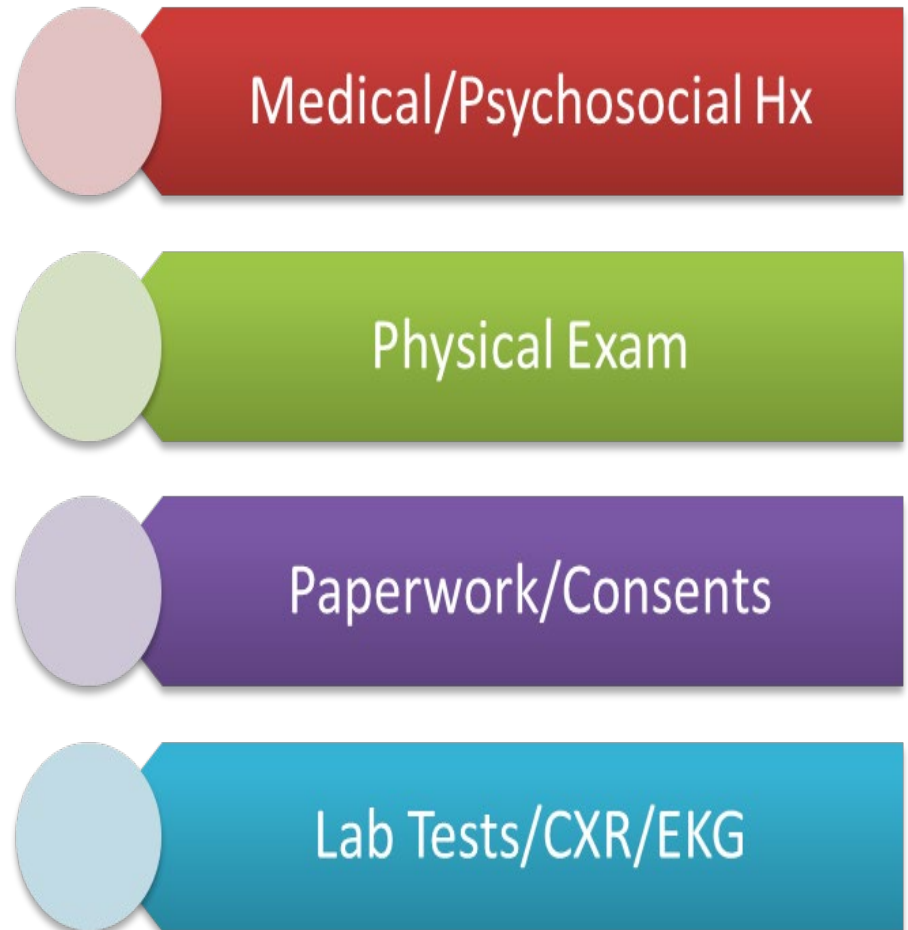 Medical/Psychosocial Hx
Physical Exam
Paperwork/Consents
Lab Tests/CXR/EKG